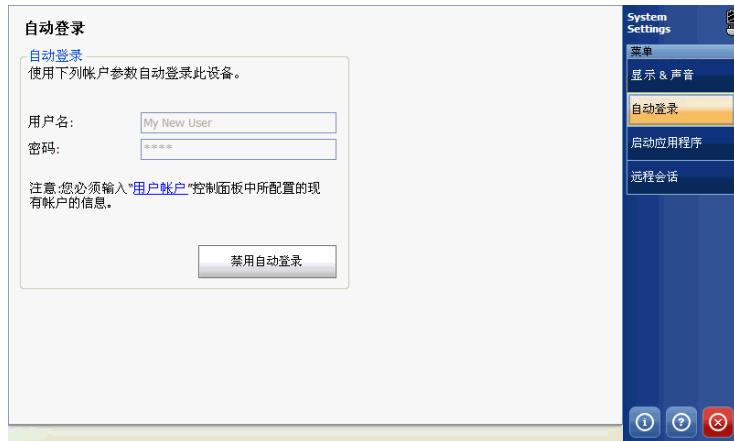 自动登录
自动登录
使用下列帐户参数自动登录此设备。
用户名:
My New User
密码:
****
注意:您必须输入"用户帐户"控制面板中所配置的现
有帐户的信息。
禁用自动登录
System
Settings
菜单
显示 & 声音
自动登录
启动应用程序
远程会话